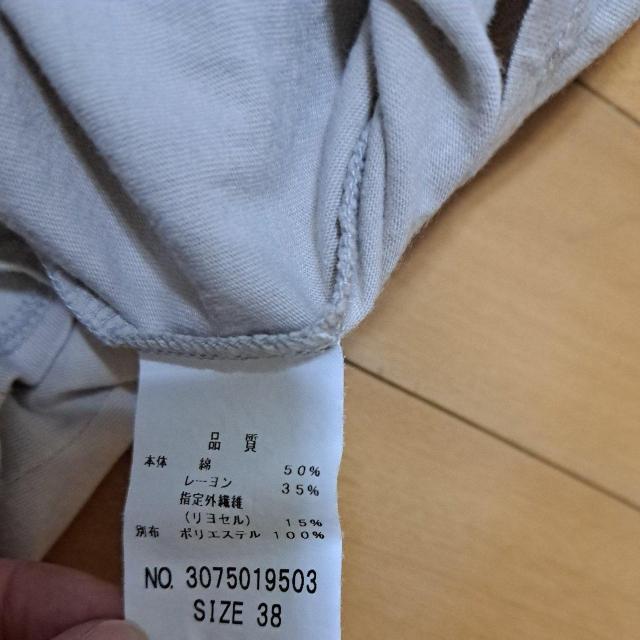 品 質
本体 綿 50%
レーヨン 35%
指定外繊維
(リヨセル) 15%
別布 ポリエステル 100%
NO. 3075019503
SIZE 38